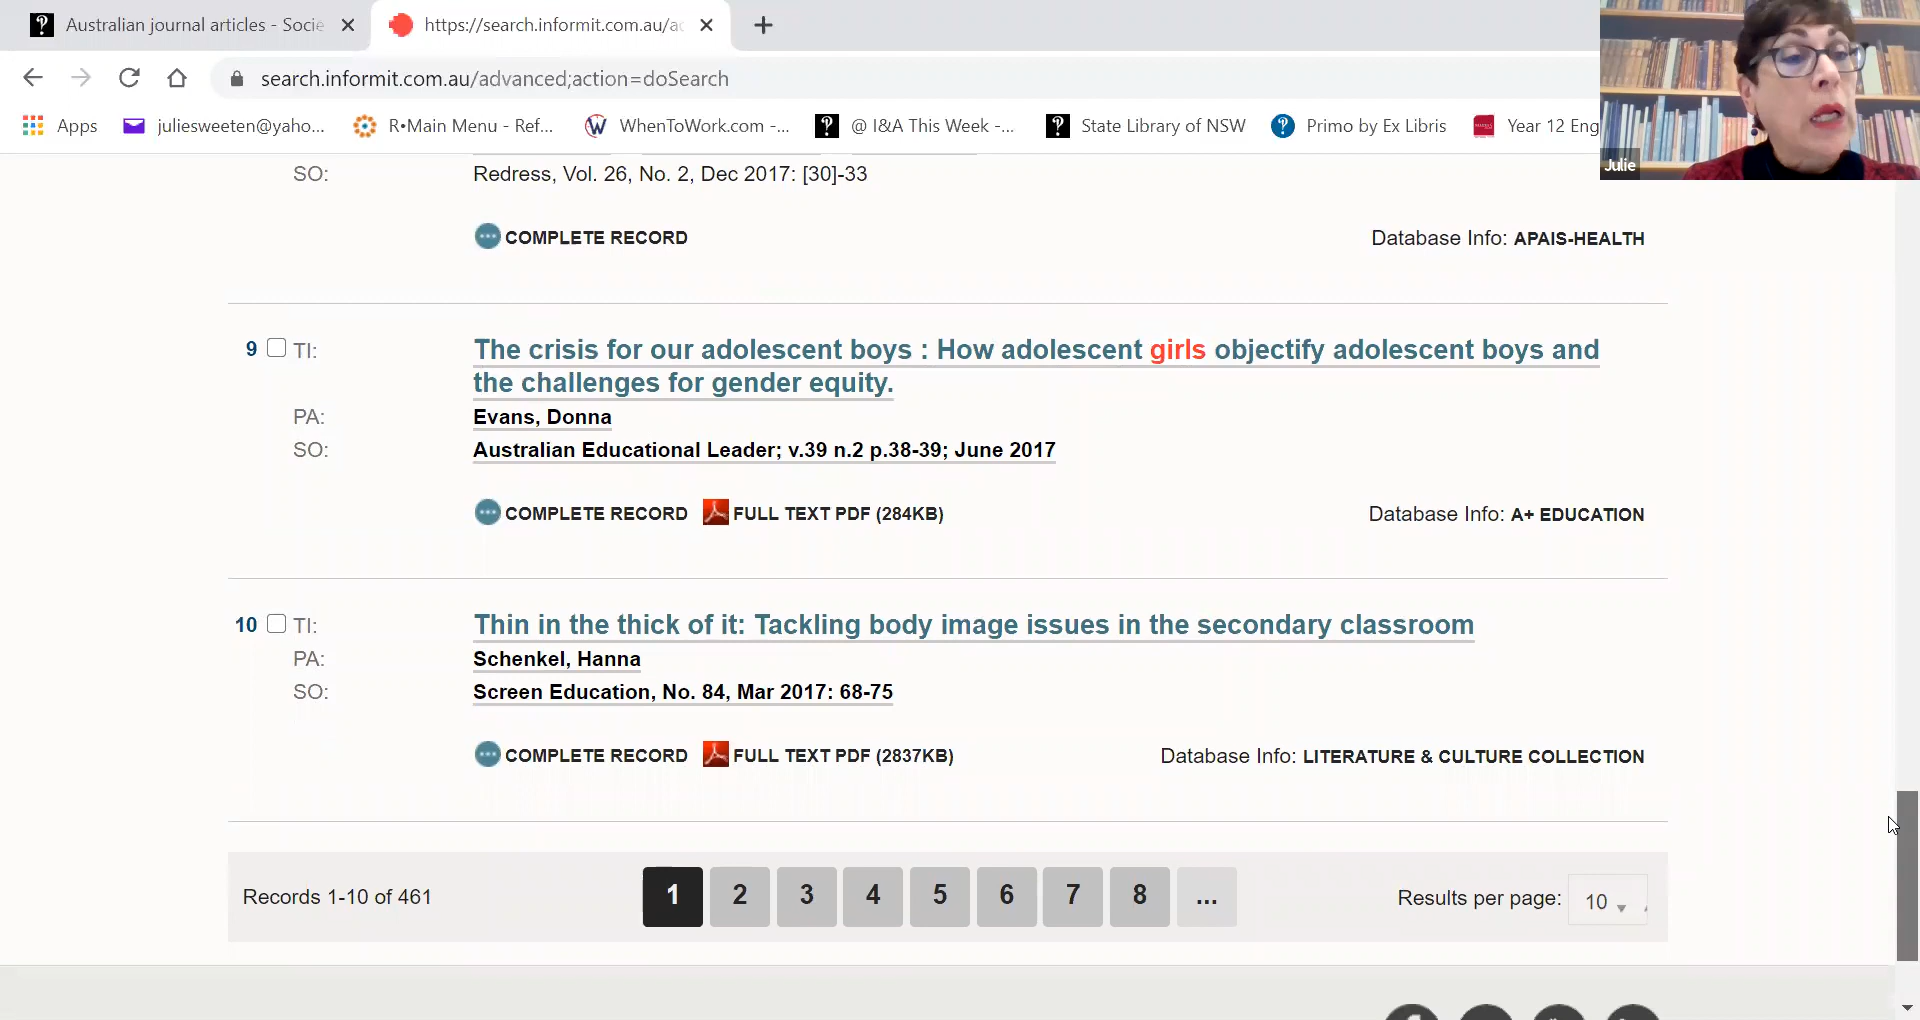 Australian journal articles - Socie
https://search.informit.com.au/ac
search.informit.com.au/advanced;action=doSearch
Apps
juliesweeten@yaho...
R•Main Menu - Ref...
WhenToWork.com -...
@ I&A This Week -...
State Library of NSW
Primo by Ex Libris
Year 12 Eng
Julie
SO: Redress, Vol. 26, No. 2, Dec 2017: [30]-33
COMPLETE RECORD Database Info: APAIS-HEALTH
9 TI: The crisis for our adolescent boys : How adolescent girls objectify adolescent boys and
the challenges for gender equity.
PA: Evans, Donna
SO: Australian Educational Leader; v.39 n.2 p.38-39; June 2017
COMPLETE RECORD FULL TEXT PDF (284KB) Database Info: A+ EDUCATION
10 TI: Thin in the thick of it: Tackling body image issues in the secondary classroom
PA: Schenkel, Hanna
SO: Screen Education, No. 84, Mar 2017: 68-75
COMPLETE RECORD FULL TEXT PDF (2837KB) Database Info: LITERATURE & CULTURE COLLECTION
Records 1-10 of 461 1 2 3 4 5 6 7 8 ... Results per page: 10